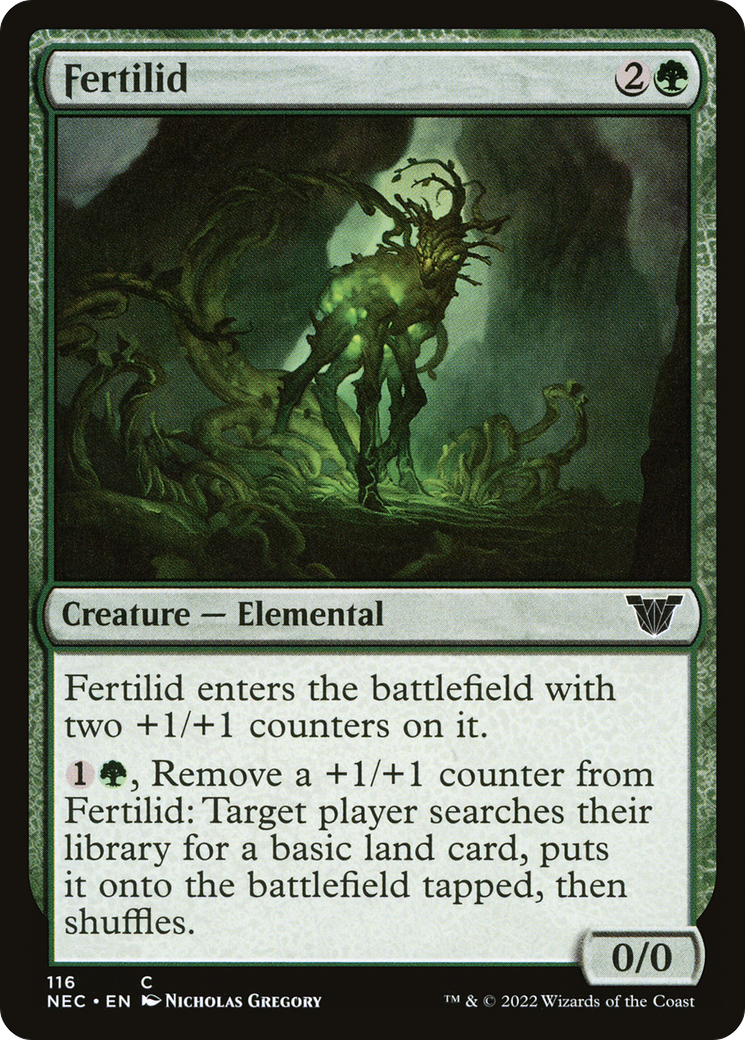 Fertilid 2
Creature — Elemental
Fertilid enters the battlefield with
two +1/+1 counters on it.
1, Remove a +1/+1 counter from
Fertilid: Target player searches their
library for a basic land card, puts
it onto the battlefield tapped, then
shuffles.
0/0
116 C
NEC • EN Nicholas Gregory
™ & © 2022 Wizards of the Coast